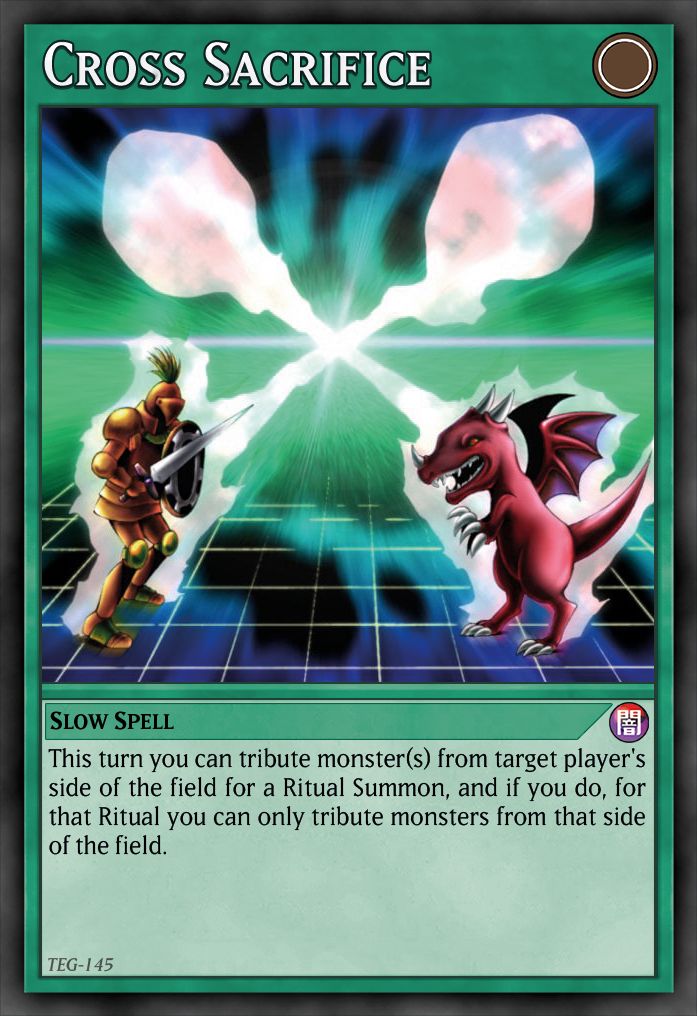 Cross Sacrifice
Slow Spell
闇
This turn you can tribute monster(s) from target player's
side of the field for a Ritual Summon, and if you do, for
that Ritual you can only tribute monsters from that side
of the field.
TEG-145